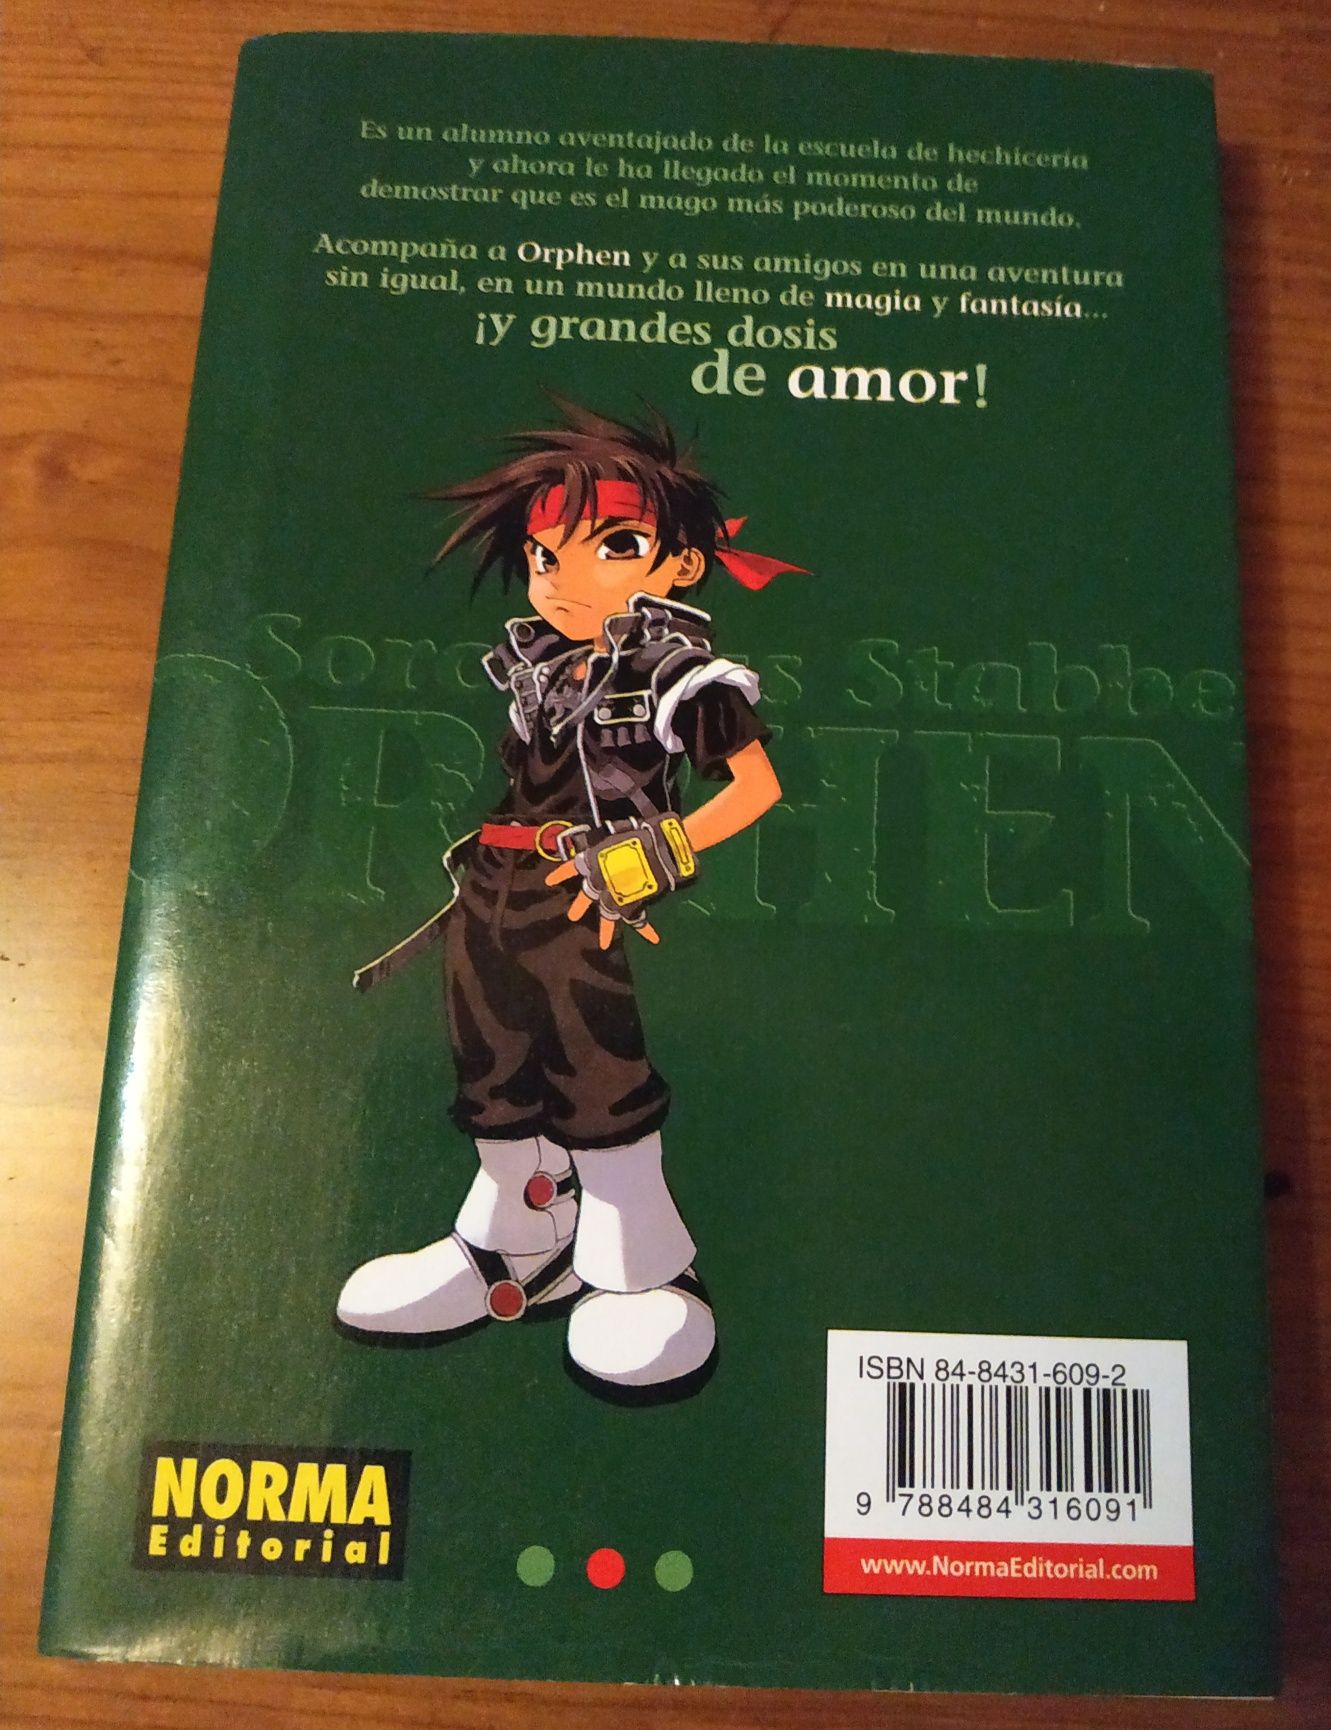 Es un alumno aventajado de la escuela de hechicería
y ahora le ha llegado el momento de
demostrar que es el mago más poderoso del mundo.
Acompaña a Orphen y a sus amigos en una aventura
sin igual, en un mundo lleno de magia y fantasía...
¡y grandes dosis
de amor!
Stabbe
ISBN 84-8431-609-2
9 788484 316091
www.NormaEditorial.com
NORMA
Editorial